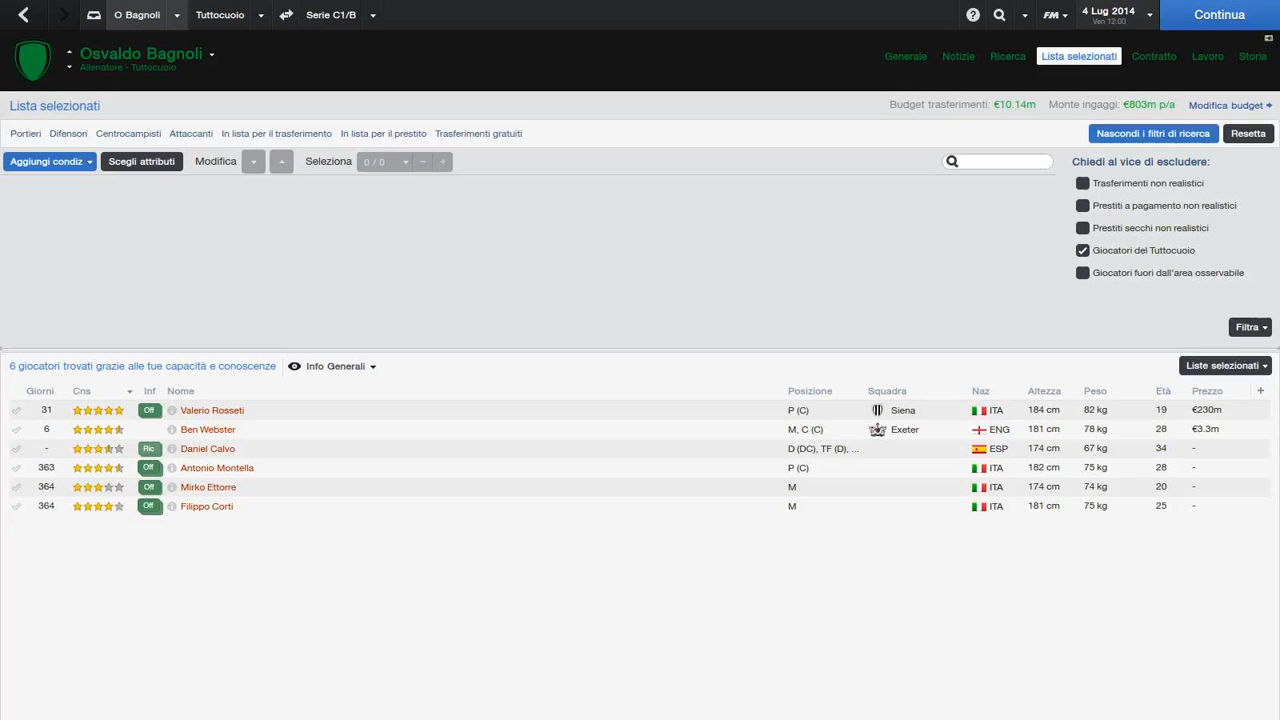 O Bagnoli Tuttocuoio Serie C1/B FM 4 Lug 2014 Ven 12:00 Continua
Osvaldo Bagnoli
Allenatore - Tuttocuoio
Generale Notizie Ricerca Lista selezionati Contratto Lavoro Storia
Lista selezionati Budget trasferimenti: €10.14m Monte ingaggi: €803m p/a Modifica budget
Portieri Difensori Centrocampisti Attaccanti In lista per il trasferimento In lista per il prestito Trasferimenti gratuiti Nascondi i filtri di ricerca Resetta
Aggiungi condiz Scegli attributi Modifica Seleziona 0 / 0 Chiedi al vice di escludere:
Trasferimenti non realistici
Prestiti a pagamento non realistici
Prestiti secchi non realistici
Giocatori del Tuttocuoio
Giocatori fuori dall'area osservabile
Filtra
6 giocatori trovati grazie alle tue capacità e conoscenze Info Generali Liste selezionati
Giorni Cns Inf Nome Posizione Squadra Naz Altezza Peso Età Prezzo +
31 Off Valerio Rosseti P (C) Siena ITA 184 cm 82 kg 19 €230m
6 Ben Webster M, C (C) Exeter ENG 181 cm 78 kg 28 €3.3m
- Ric Daniel Calvo D (DC), TF (D), ... ESP 174 cm 67 kg 34 -
363 Off Antonio Montella P (C) ITA 182 cm 75 kg 28 -
364 Off Mirko Ettorre M ITA 174 cm 74 kg 20 -
364 Off Filippo Corti M ITA 181 cm 75 kg 25 -